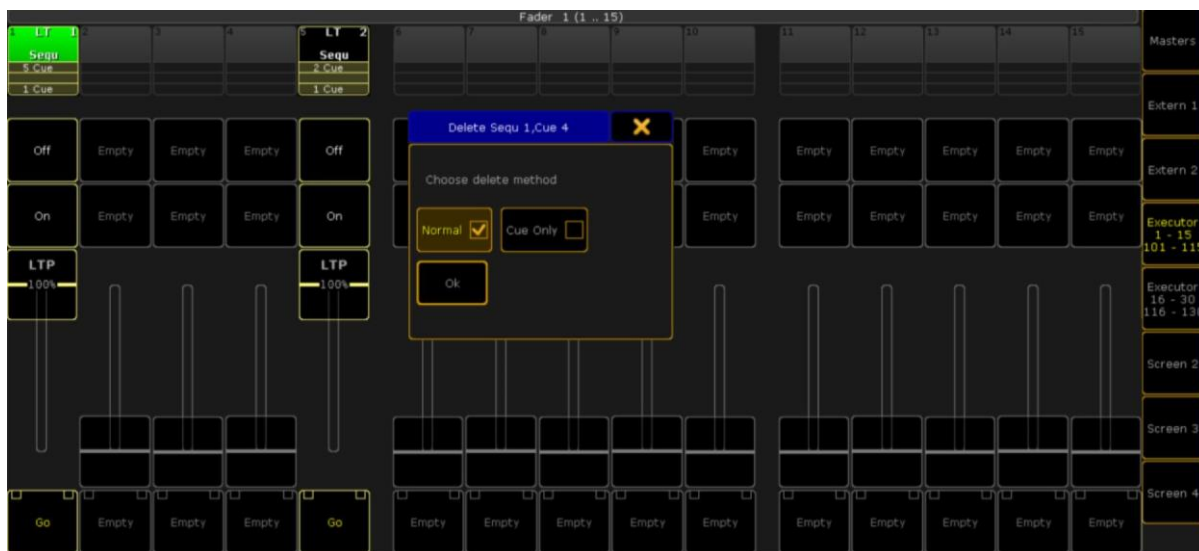 Fader 1 (1 .. 15)
1 LT 1
Sequ
5 Cue
1 Cue
2
3
4
5 LT 2
Sequ
2 Cue
1 Cue
6
7
8
9
10
11
12
13
14
15
Masters
Extern 1
Extern 2
Executor
1 - 15
101 - 115
Executor
16 - 30
116 - 130
Screen 2
Screen 3
Screen 4
Delete Sequ 1,Cue 4
Choose delete method
Normal
Cue Only
Ok
Off
Empty
Empty
Empty
Off
Empty
Empty
Empty
Empty
Empty
Empty
On
Empty
Empty
Empty
On
Empty
Empty
Empty
Empty
Empty
Empty
LTP
100%
LTP
100%
Go
Empty
Empty
Empty
Go
Empty
Empty
Empty
Empty
Empty
Empty
Empty
Empty
Empty
Empty